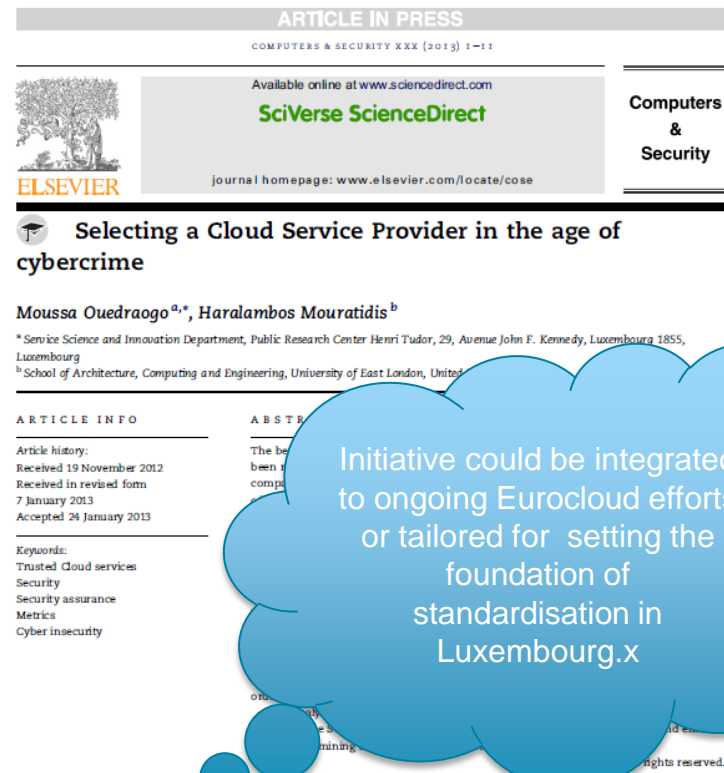 ARTICLE IN PRESS
COMPUTERS & SECURITY XXX (2013) 1–11
Available online at www.sciencedirect.com
SciVerse ScienceDirect
journal homepage: www.elsevier.com/locate/cose
ELSEVIER
Computers
&
Security
Selecting a Cloud Service Provider in the age of
cybercrime
Moussa Ouedraogo a,*, Haralambos Mouratidis b
a Service Science and Innovation Department, Public Research Center Henri Tudor, 29, Avenue John F. Kennedy, Luxembourg 1855,
Luxembourg
b School of Architecture, Computing and Engineering, University of East London, United
ARTICLE INFO
Article history:
Received 19 November 2012
Received in revised form
7 January 2013
Accepted 24 January 2013
Keywords:
Trusted Cloud services
Security
Security assurance
Metrics
Cyber insecurity
ABSTR
The be
been
comp
Initiative could be integrated
to ongoing Eurocloud efforts
or tailored for setting the
foundation of
standardisation in
Luxembourg.x
mining
rights reserved.